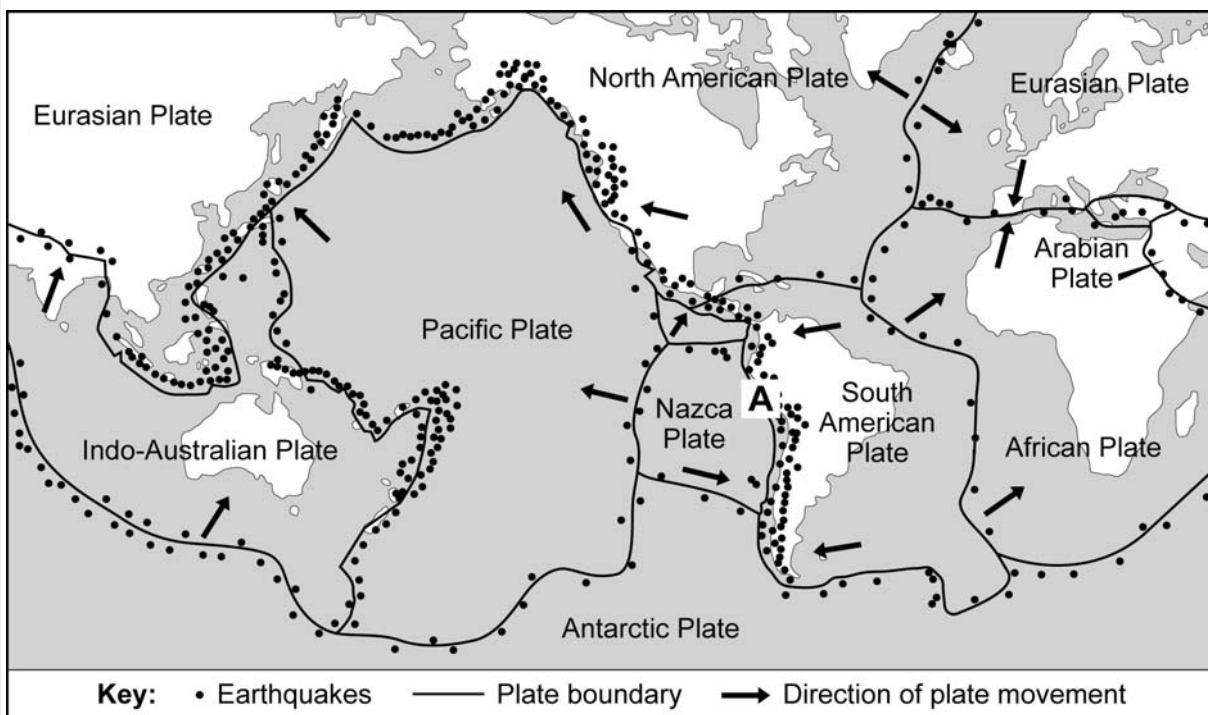 North American Plate
Eurasian Plate
Eurasian Plate
Arabian
Plate
Pacific Plate
A
Nazca
Plate
South
American
Plate
Indo-Australian Plate
African Plate
Antarctic Plate
Key: Earthquakes Plate boundary Direction of plate movement